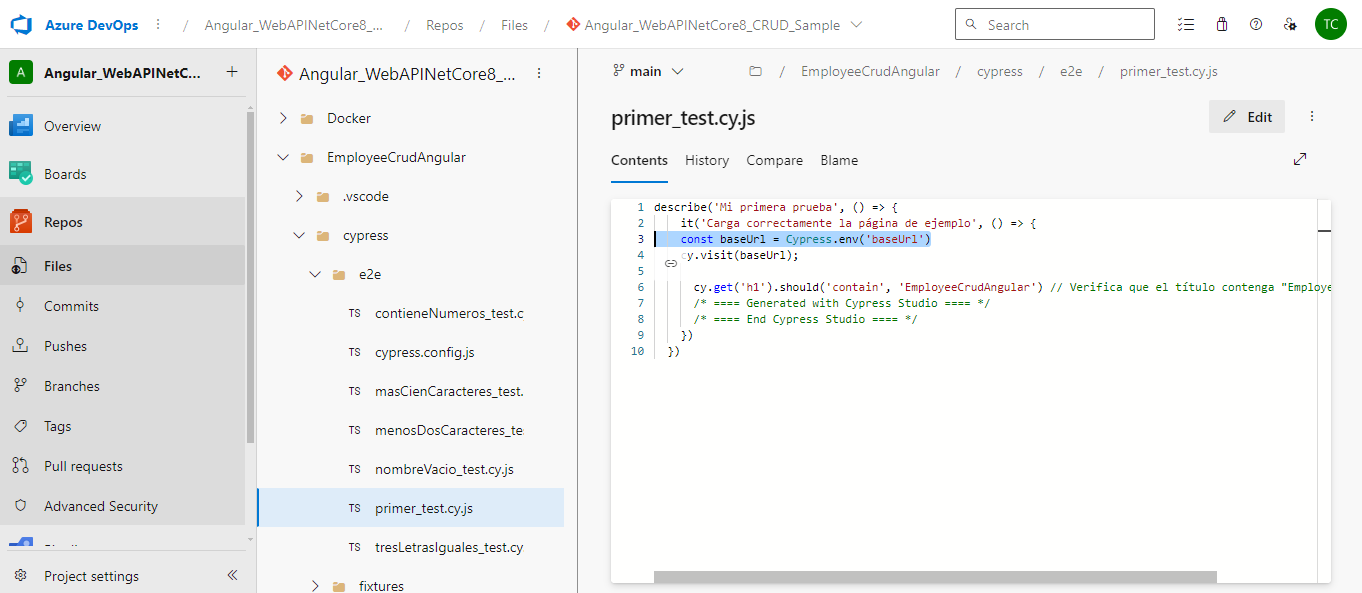 Azure DevOps / Angular_WebAPINetCore8_... / Repos / Files / Angular_WebAPINetCore8_CRUD_Sample
Search
TC
A Angular_WebAPINetC... +
Overview
Boards
Repos
Files
Commits
Pushes
Branches
Tags
Pull requests
Advanced Security
Project settings
Angular_WebAPINetCore8_...
Docker
EmployeeCrudAngular
.vscode
cypress
e2e
TS contieneNumeros_test.c
TS cypress.config.js
TS masCienCaracteres_test.
TS menosDosCaracteres_te
TS nombreVacio_test.cy.js
TS primer_test.cy.js
TS tresLetrasIguales_test.cy
fixtures
main
/ EmployeeCrudAngular / cypress / e2e / primer_test.cy.js
primer_test.cy.js
Edit
Contents History Compare Blame
1 describe('Mi primera prueba', () => {
2 it('Carga correctamente la página de ejemplo', () => {
3 const baseUrl = Cypress.env('baseUrl')
4 cy.visit(baseUrl);
5
6 cy.get('h1').should('contain', 'EmployeeCrudAngular') // Verifica que el título contenga "Employe
7 /* ==== Generated with Cypress Studio ==== */
8 /* ==== End Cypress Studio ==== */
9 })
10 })